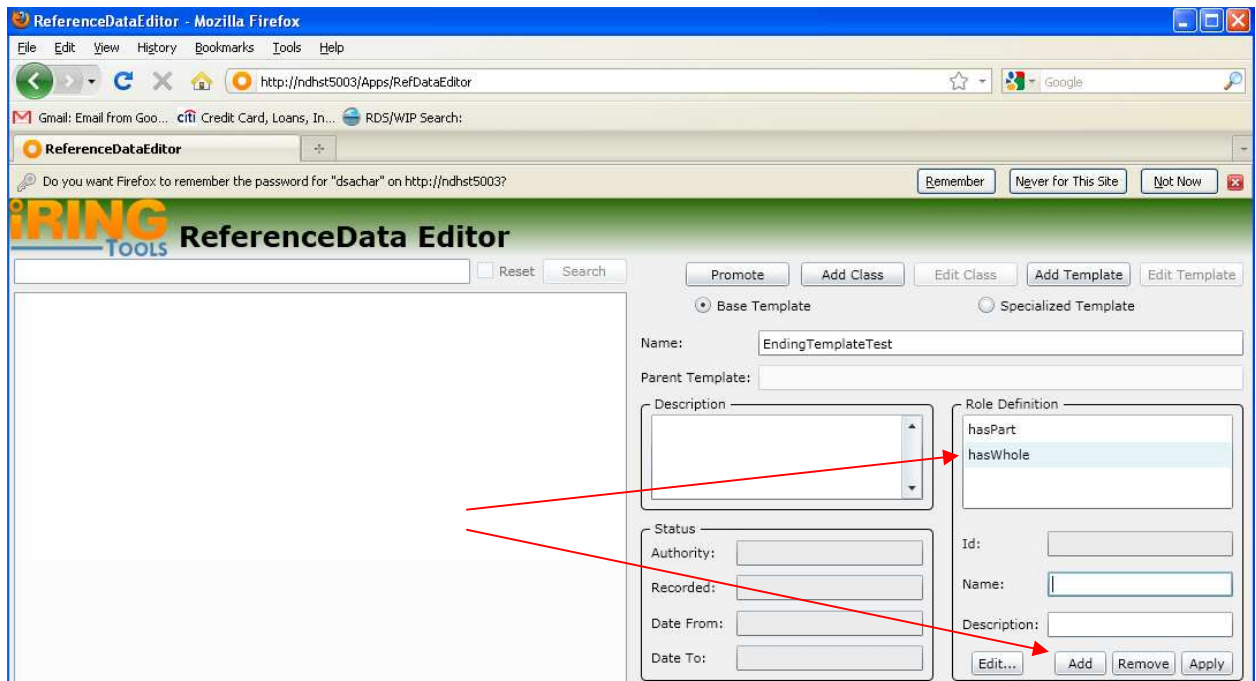 ReferenceDataEditor - Mozilla Firefox
File Edit View History Bookmarks Tools Help
http://ndhst5003/Apps/RefDataEditor
Google
Gmail: Email from Goo... citi Credit Card, Loans, In... RDS/WIP Search:
ReferenceDataEditor
Do you want Firefox to remember the password for "dsachar" on http://ndhst5003? Remember Never for This Site Not Now
iRING TOOLS ReferenceData Editor
Reset Search Promote Add Class Edit Class Add Template Edit Template
Base Template Specialized Template
Name: EndingTemplateTest
Parent Template:
Description Role Definition
hasPart
hasWhole
Status Id:
Authority:
Recorded: Name:
Date From: Description:
Date To: Edit... Add Remove Apply